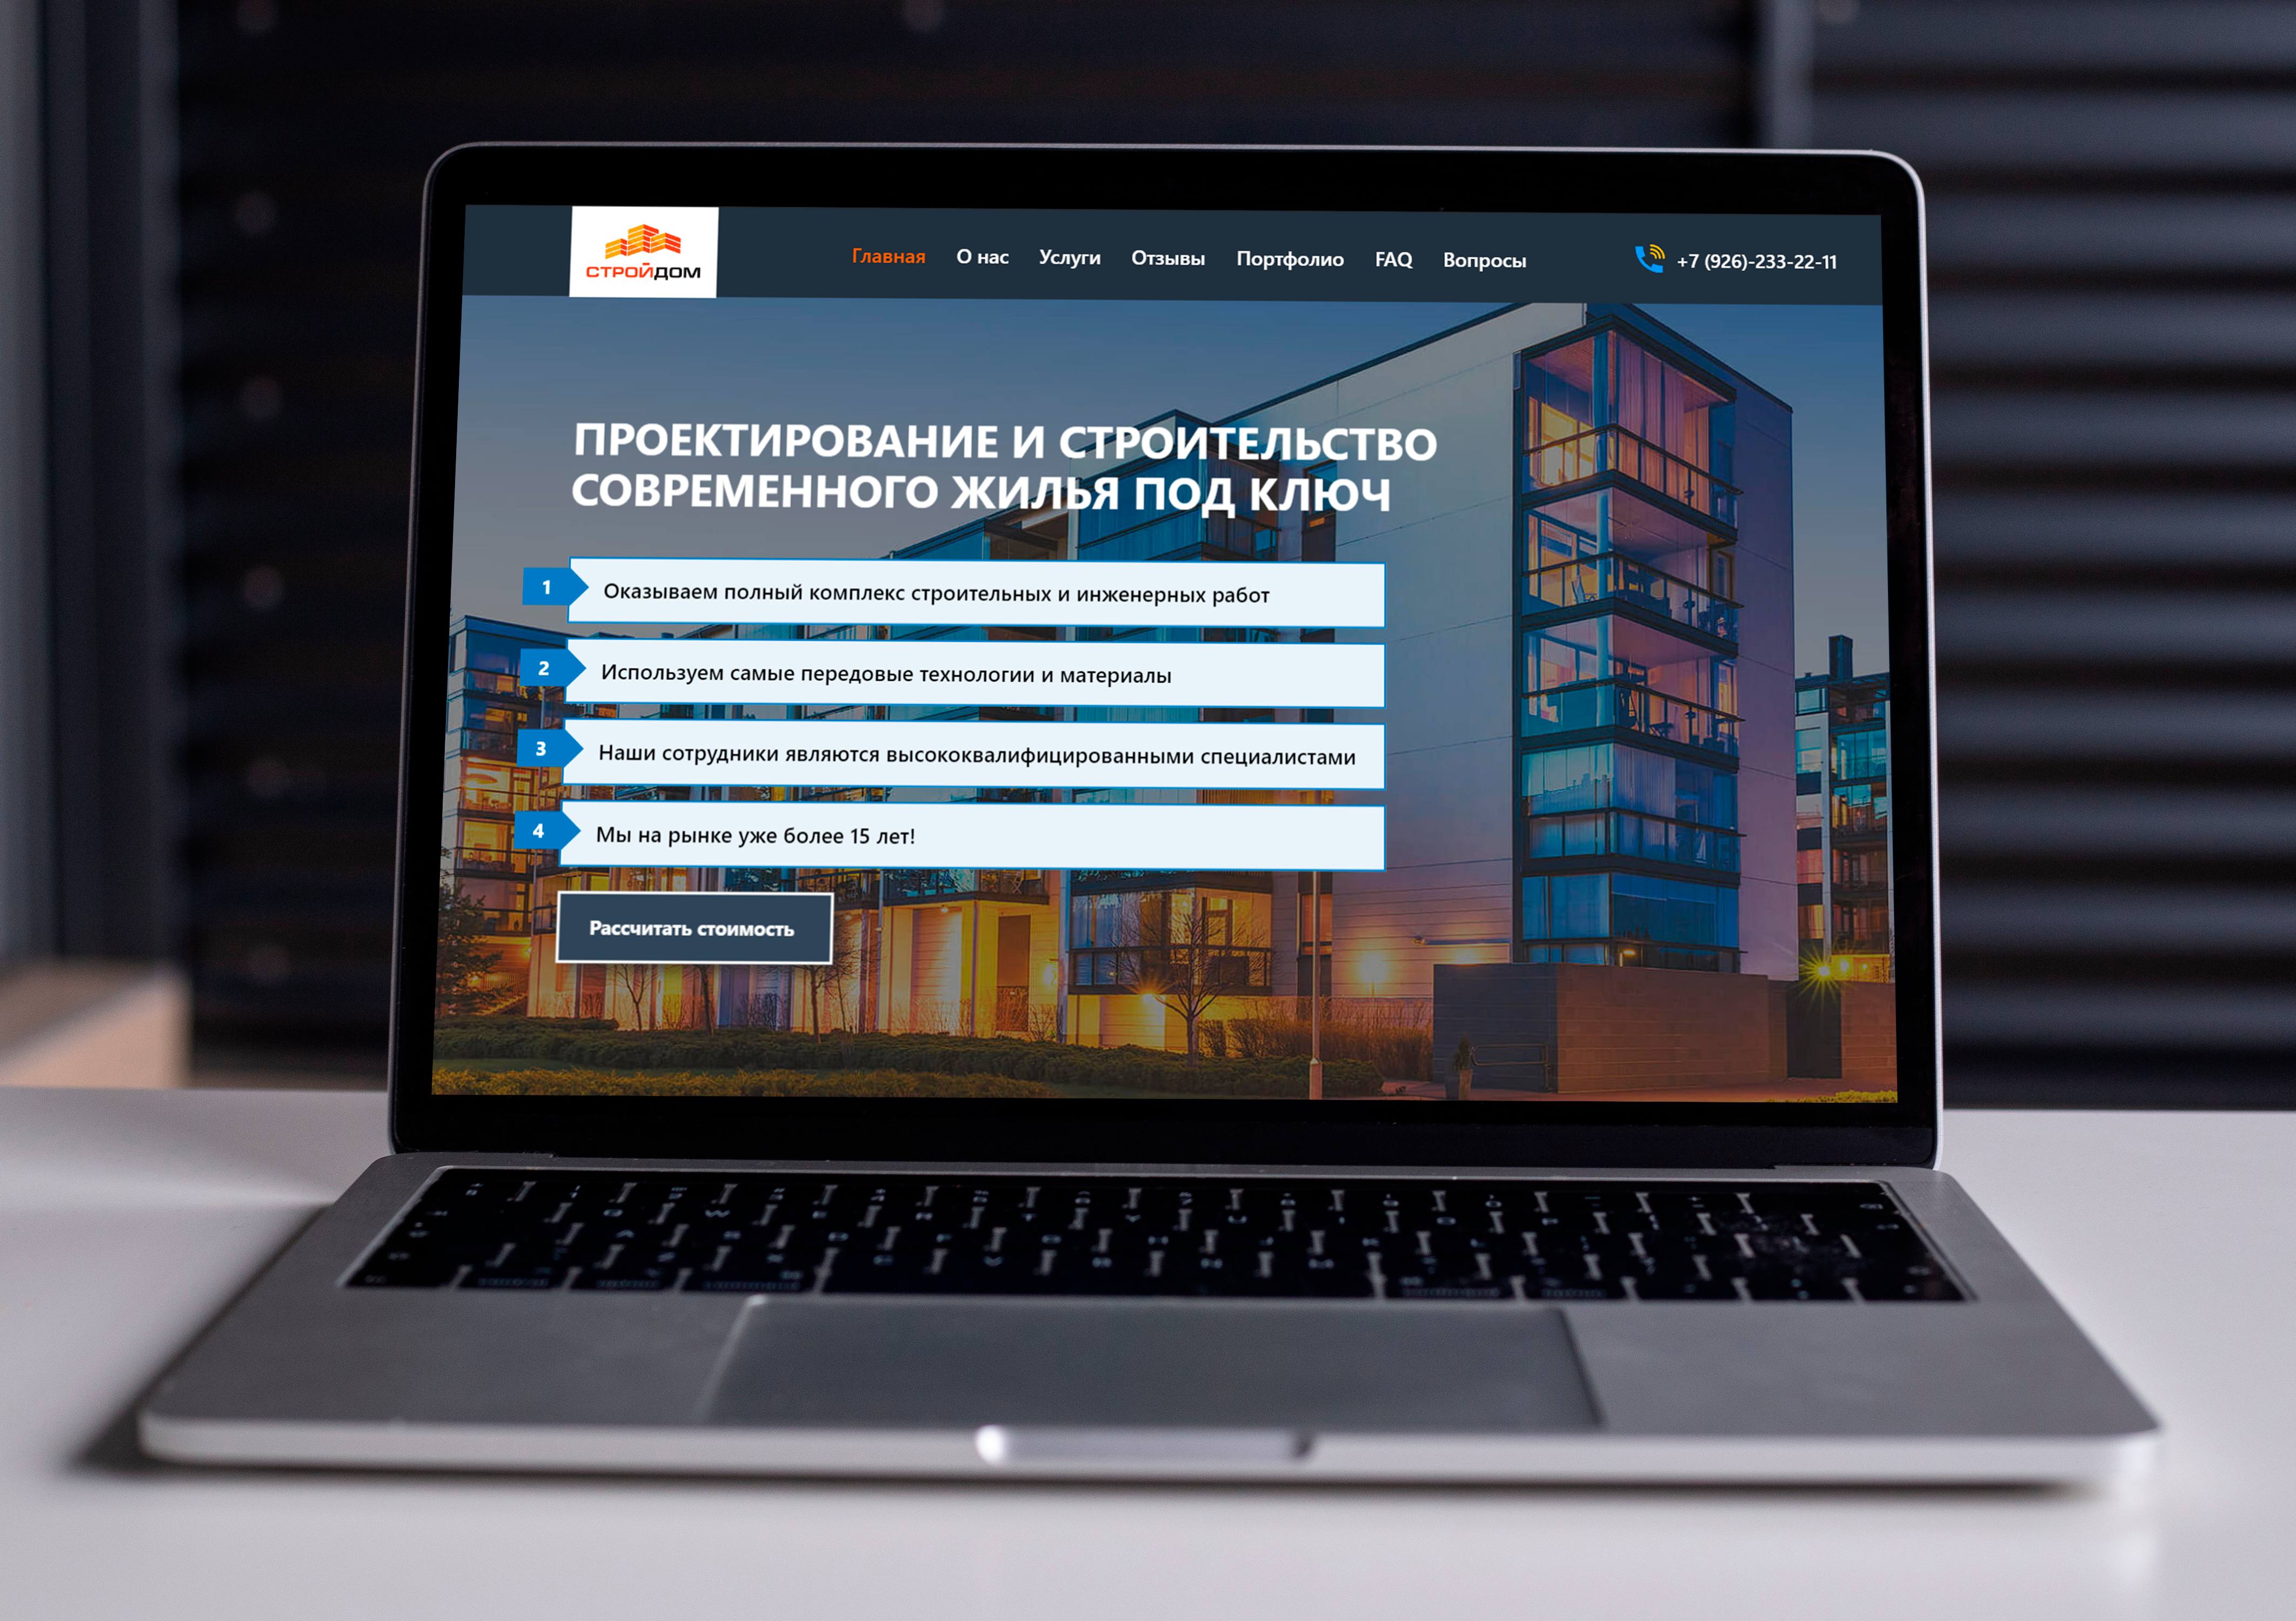 СТРОЙДОМ
Главная О нас Услуги Отзывы Портфолио FAQ Вопросы
+7 (926)-233-22-11
ПРОЕКТИРОВАНИЕ И СТРОИТЕЛЬСТВО
СОВРЕМЕННОГО ЖИЛЬЯ ПОД КЛЮЧ
1 Оказываем полный комплекс строительных и инженерных работ
2 Используем самые передовые технологии и материалы
3 Наши сотрудники являются высококвалифицированными специалистами
4 Мы на рынке уже более 15 лет!
Рассчитать стоимость